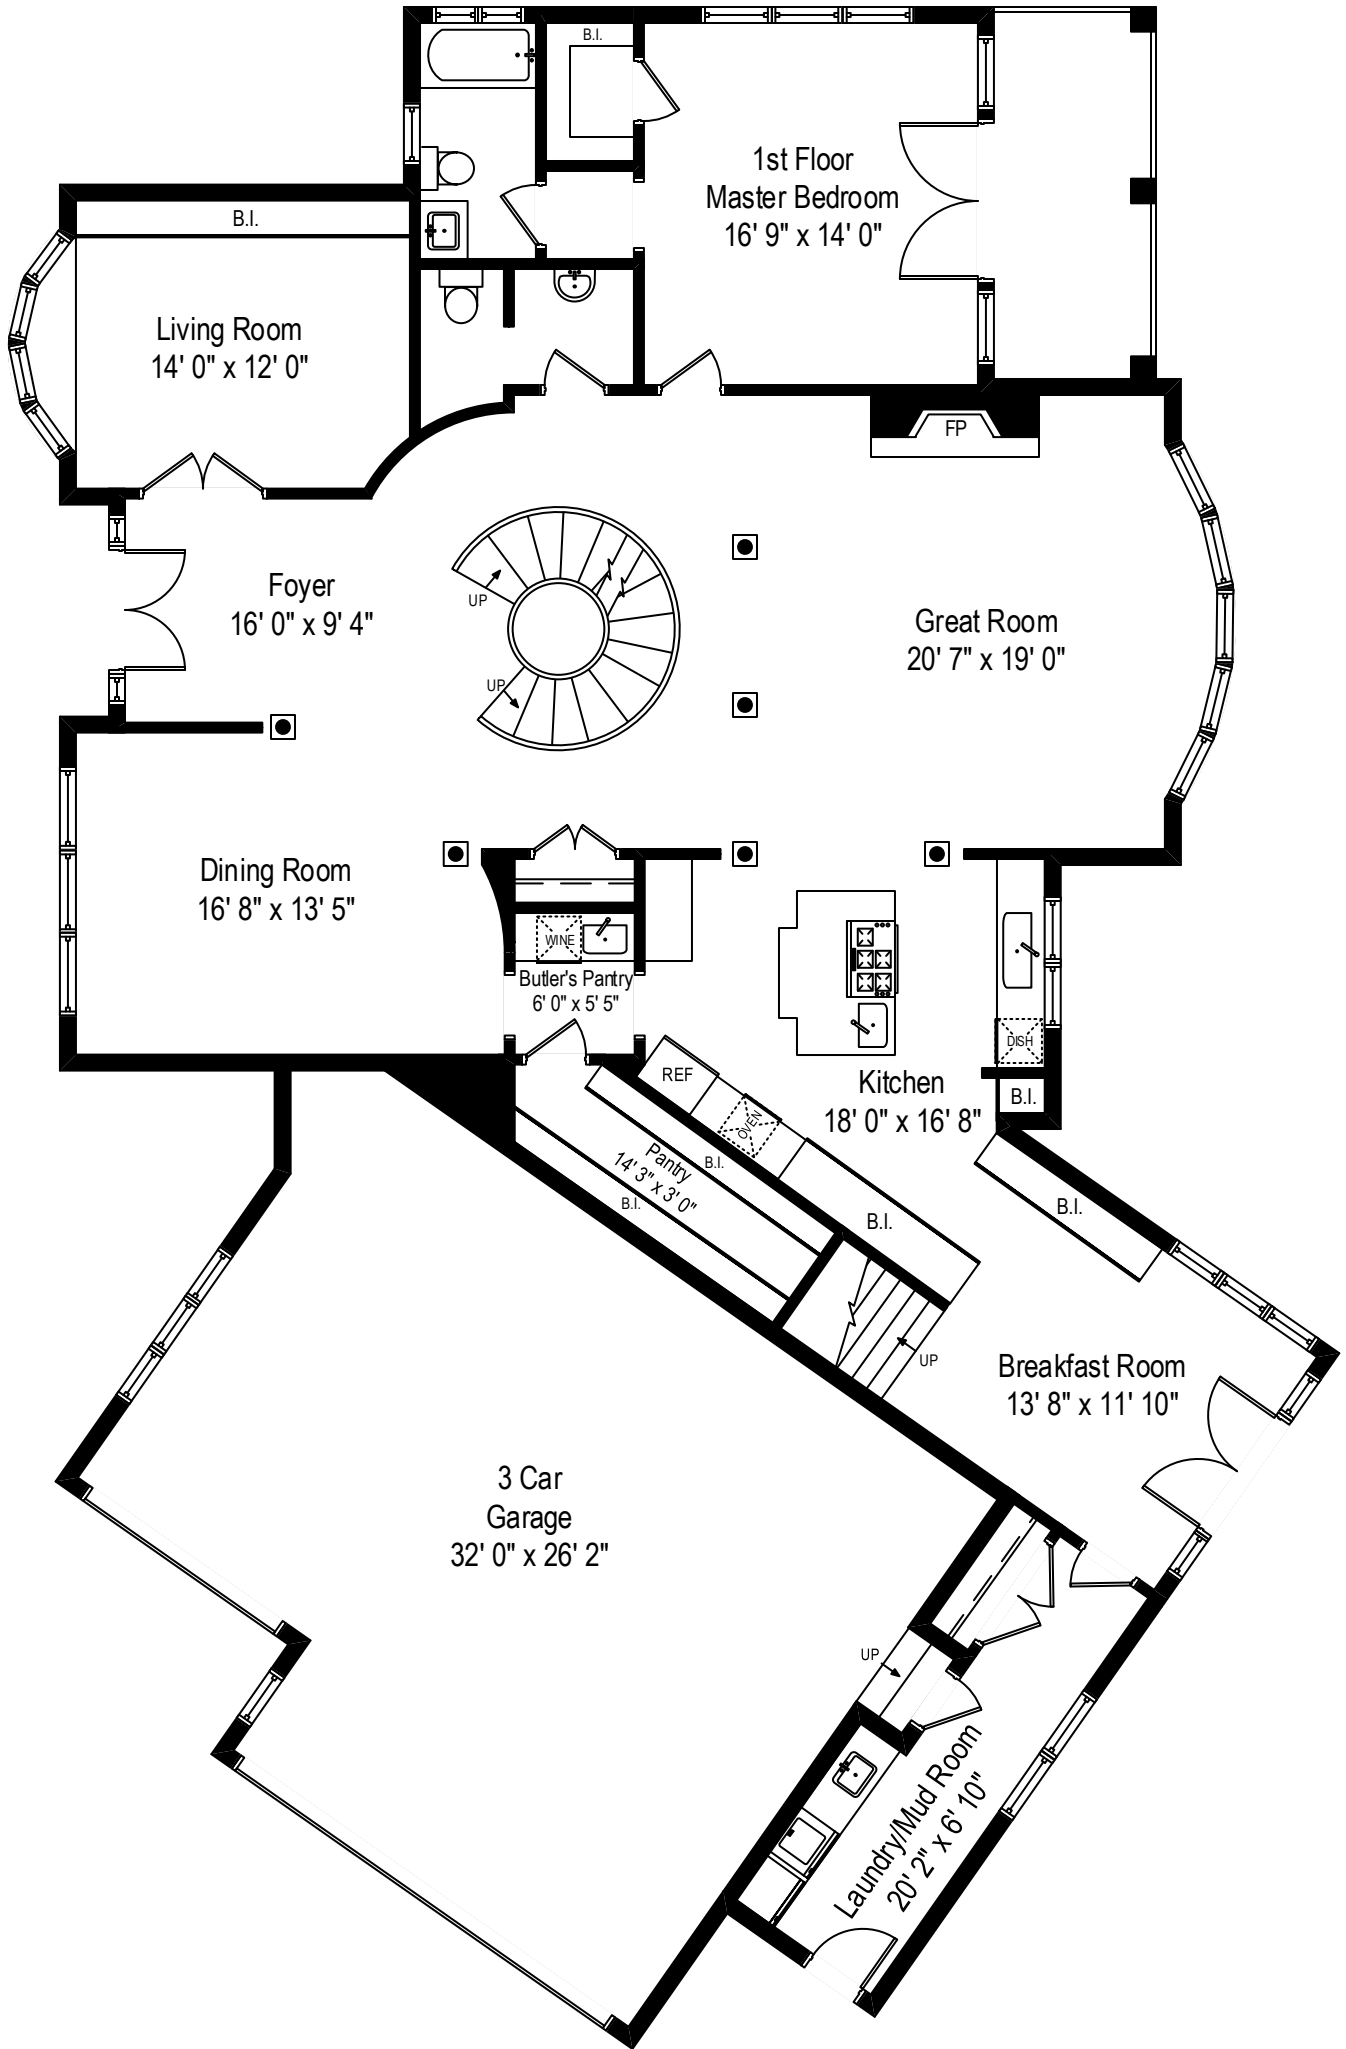 B.I.
1st Floor
Master Bedroom
16' 9" x 14' 0"
B.I.
Living Room
14' 0" x 12' 0"
FP
Foyer
16' 0" x 9' 4"
UP
UP
Great Room
20' 7" x 19' 0"
Dining Room
16' 8" x 13' 5"
WINE
Butler's Pantry
6' 0" x 5' 5"
DISH
REF
OVEN
Kitchen
18' 0" x 16' 8"
B.I.
Pantry
14' 3" x 3' 0"
B.I.
B.I.
B.I.
B.I.
UP
Breakfast Room
13' 8" x 11' 10"
3 Car
Garage
32' 0" x 26' 2"
UP
Laundry/Mud Room
20' 2" x 6' 10"